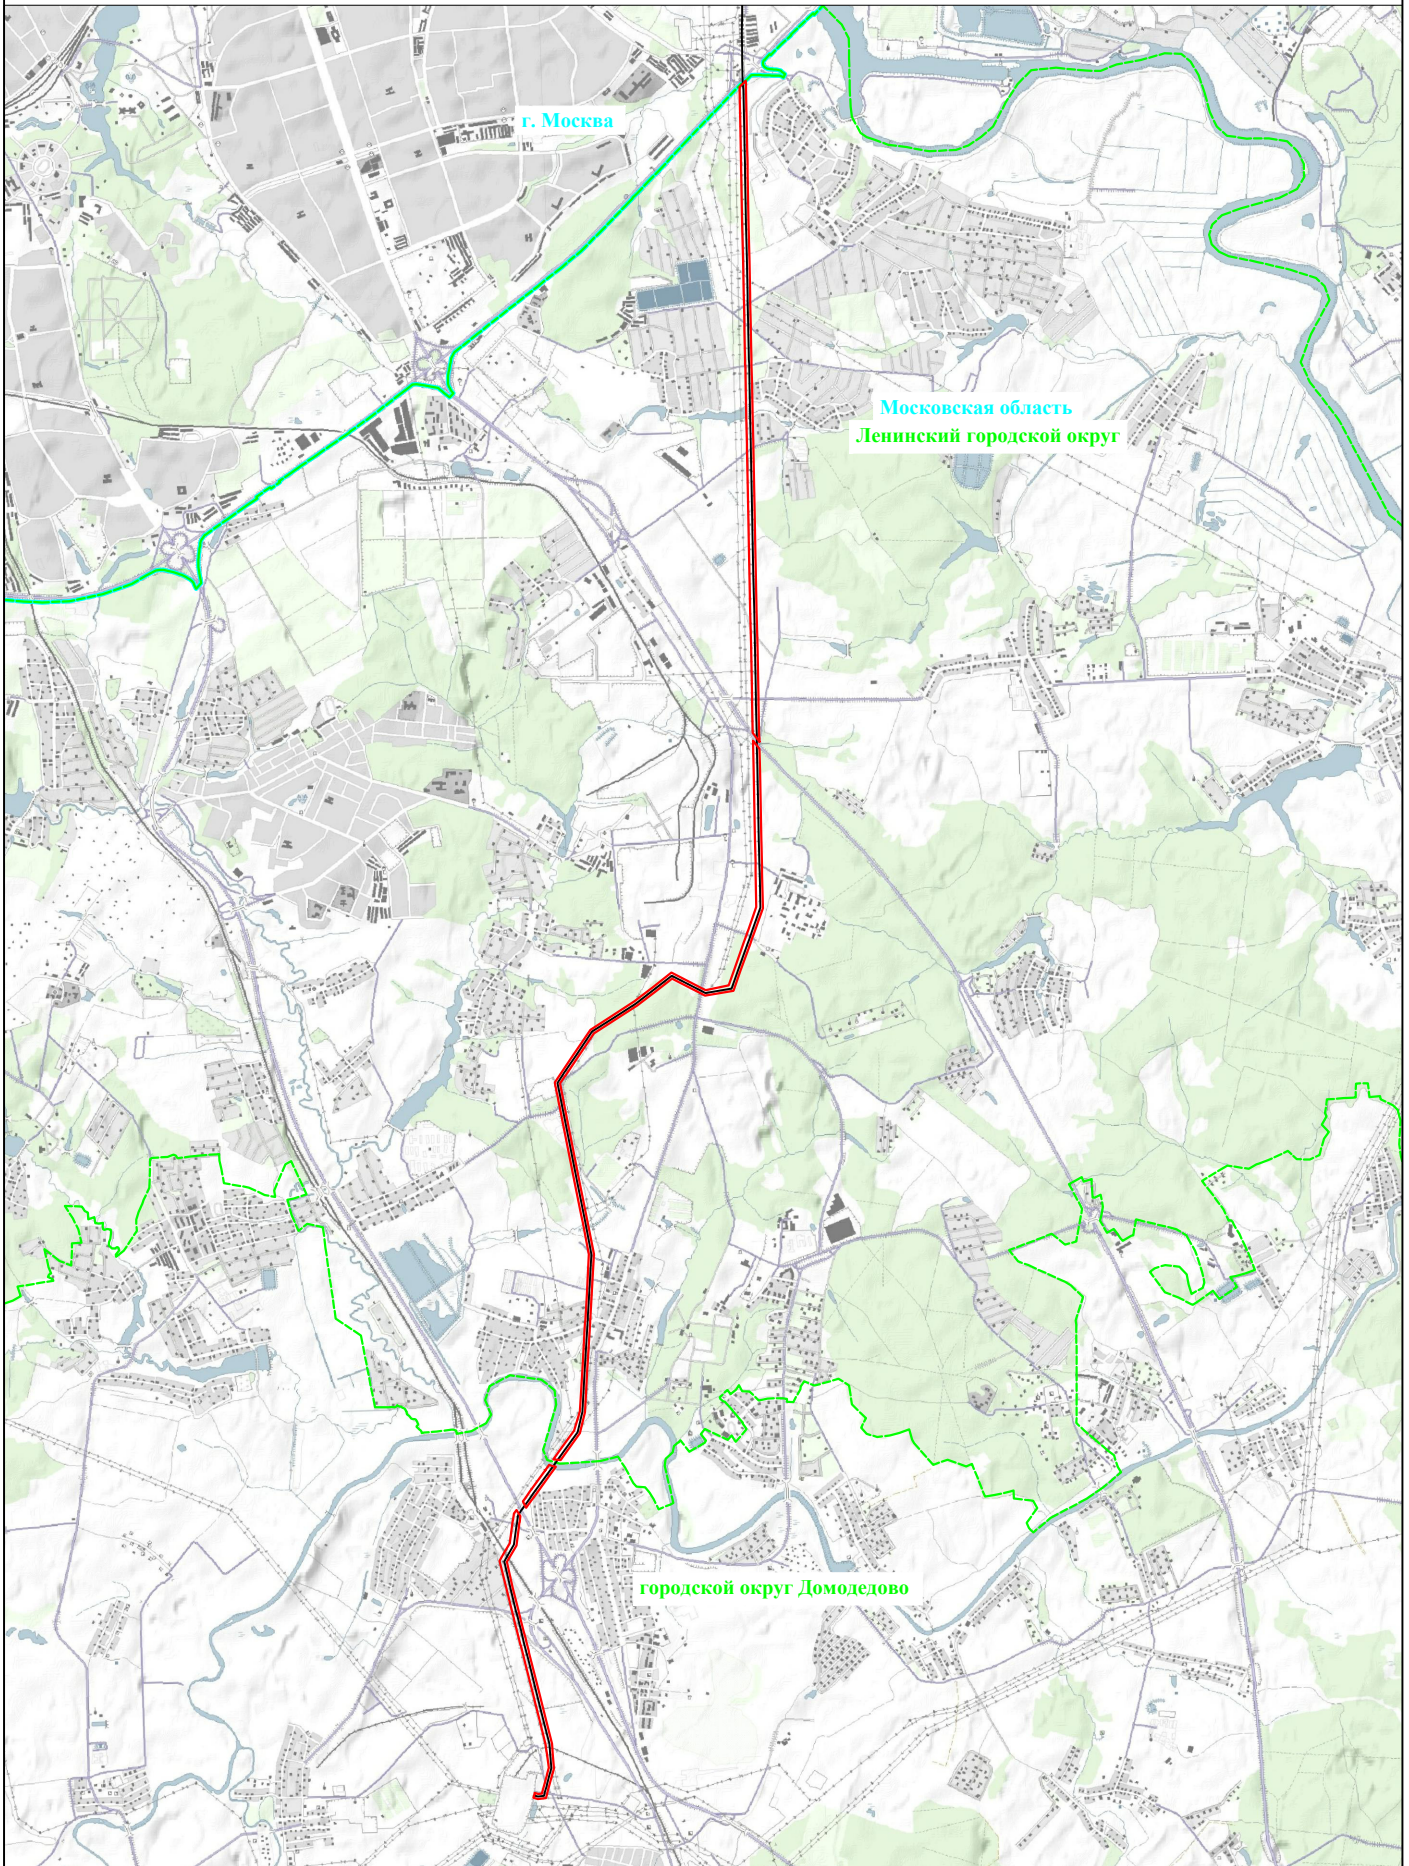 г. Москва
Московская область
Ленинский городской округ
городской округ Домодедово